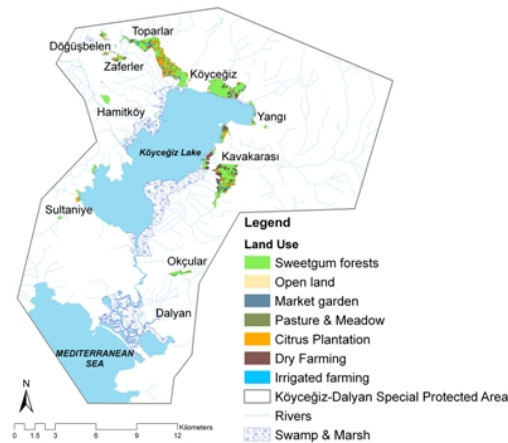 Toparlar
Döğüşbelen
Zaferler
Köyceğiz
Hamitköy
Yangı
Köyceğiz Lake
Kavakarası
Sultaniye
Legend
Land Use
Okçular
Sweetgum forests
Open land
Market garden
Dalyan
Pasture & Meadow
Citrus Plantation
MEDITERRANEAN
SEA
Dry Farming
Irrigated farming
N
Köyceğiz-Dalyan Special Protected Area
Kilometers
Rivers
0 1.5 3 6 9 12
Swamp & Marsh